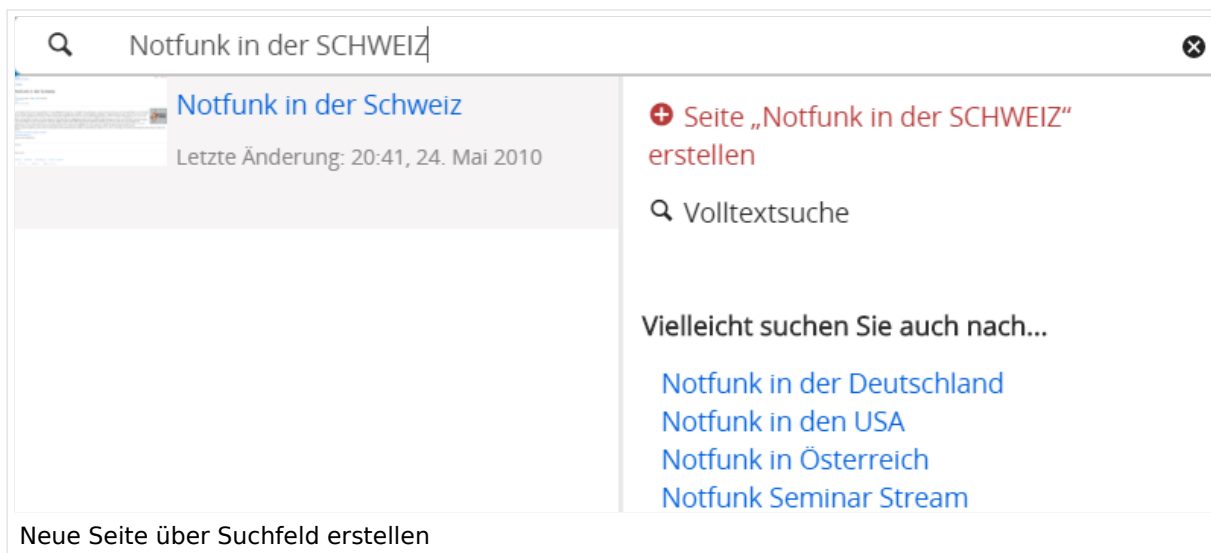 Notfunk in der SCHWEIZ
Notfunk in der Schweiz
Letzte Änderung: 20:41, 24. Mai 2010
Seite „Notfunk in der SCHWEIZ“
erstellen
Volltextsuche
Vielleicht suchen Sie auch nach...
Notfunk in der Deutschland
Notfunk in den USA
Notfunk in Österreich
Notfunk Seminar Stream
Neue Seite über Suchfeld erstellen